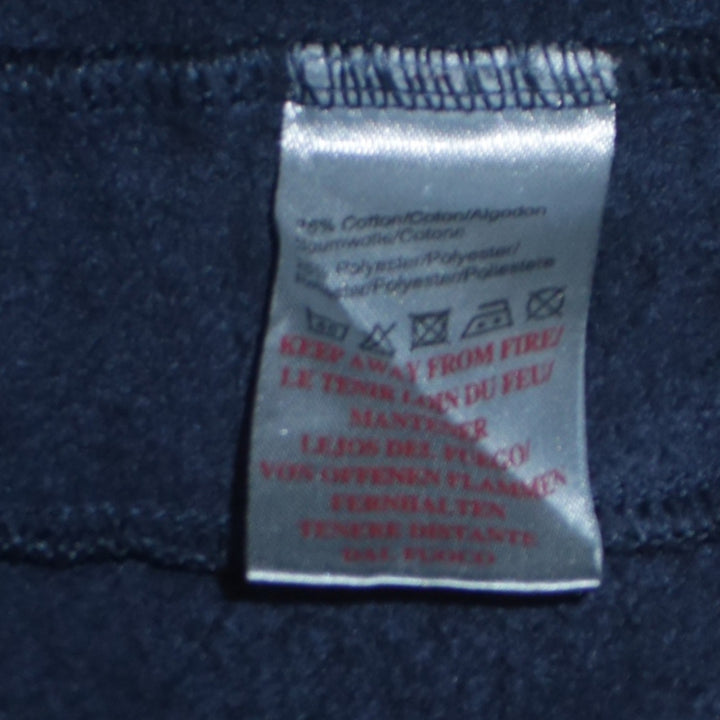 Cotton/Coton/Algodon
Baumwolle/Cotone
Polyester/Polyester/
Polyester/Poliestere
KEEP AWAY FROM FIRE/
LE TENIR LOIN DU FEU/
MANTENER
LEJOS DEL FUEGO/
VON OFFENEN FLAMMEN
FERNHALTEN
TENERE DISTANTE
DAL FUOCO